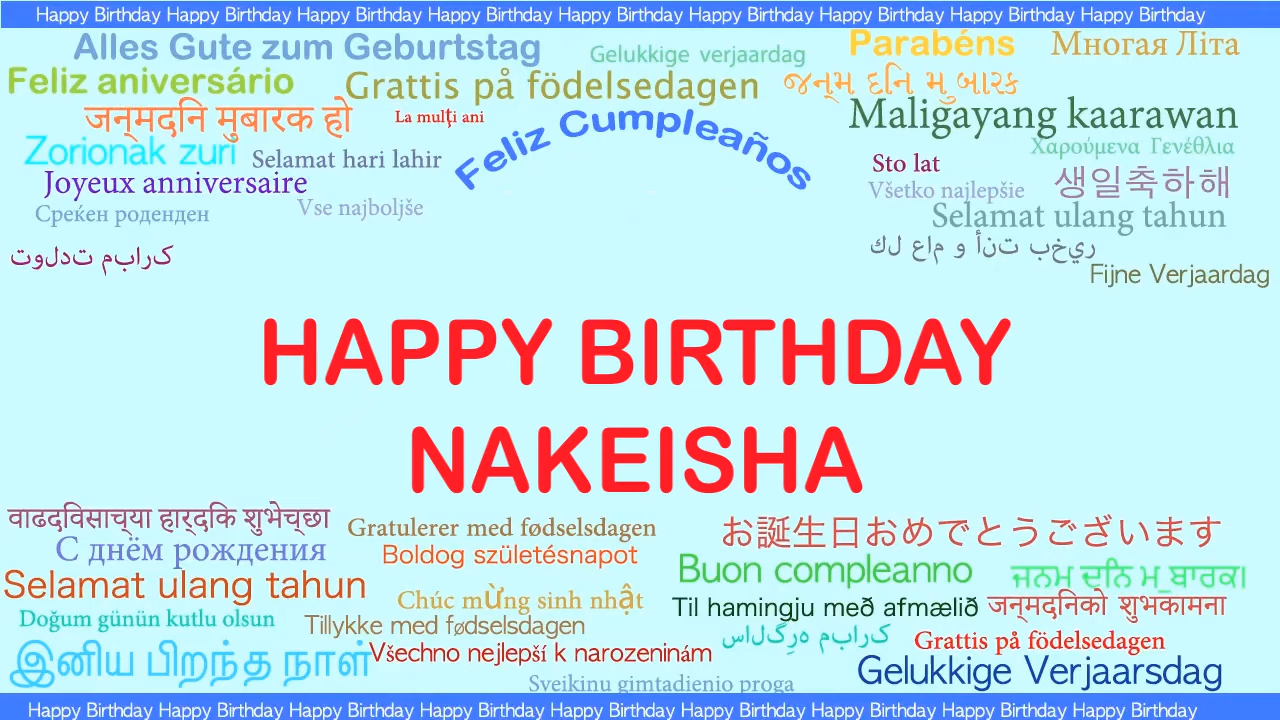 Happy Birthday Happy Birthday Happy Birthday Happy Birthday Happy Birthday Happy Birthday Happy Birthday Happy Birthday Happy Birthday
Alles Gute zum Geburtstag
Gelukkige verjaardag
Parabéns
Многая Літа
Feliz aniversário
Grattis på födelsedagen
જન્મ દિન મુબારક
जन्मदिन मुबारक हो
La mulţi ani
Feliz Cumpleaños
Maligayang kaarawan
Zorionak zuri
Selamat hari lahir
Sto lat
Χαρούμενα Γενέθλια
Joyeux anniversaire
Všetko najlepšie
생일축하해
Среќен роденден
Vse najboljše
Selamat ulang tahun
تولدت مبارک
كل عام و أنت بخير
Fijne Verjaardag
HAPPY BIRTHDAY
NAKEISHA
वाढदिवसाच्या हार्दिक शुभेच्छा
Gratulerer med fødselsdagen
お誕生日おめでとうございます
С днём рождения
Boldog születésnapot
Buon compleanno
ਜਨਮ ਦਿਨ ਮੁਬਾਰਕ।
Selamat ulang tahun
Chúc mừng sinh nhật
Til hamingju með afmælið
जन्मदिनको शुभकामना
Doğum günün kutlu olsun
Tillykke med fødselsdagen
سالگرہ مبارک
Grattis på födelsedagen
இனிய பிறந்த நாள்
Všechno nejlepší k narozeninám
Gelukkige Verjaarsdag
Sveikinu gimtadienio proga
Happy Birthday Happy Birthday Happy Birthday Happy Birthday Happy Birthday Happy Birthday Happy Birthday Happy Birthday Happy Birthday